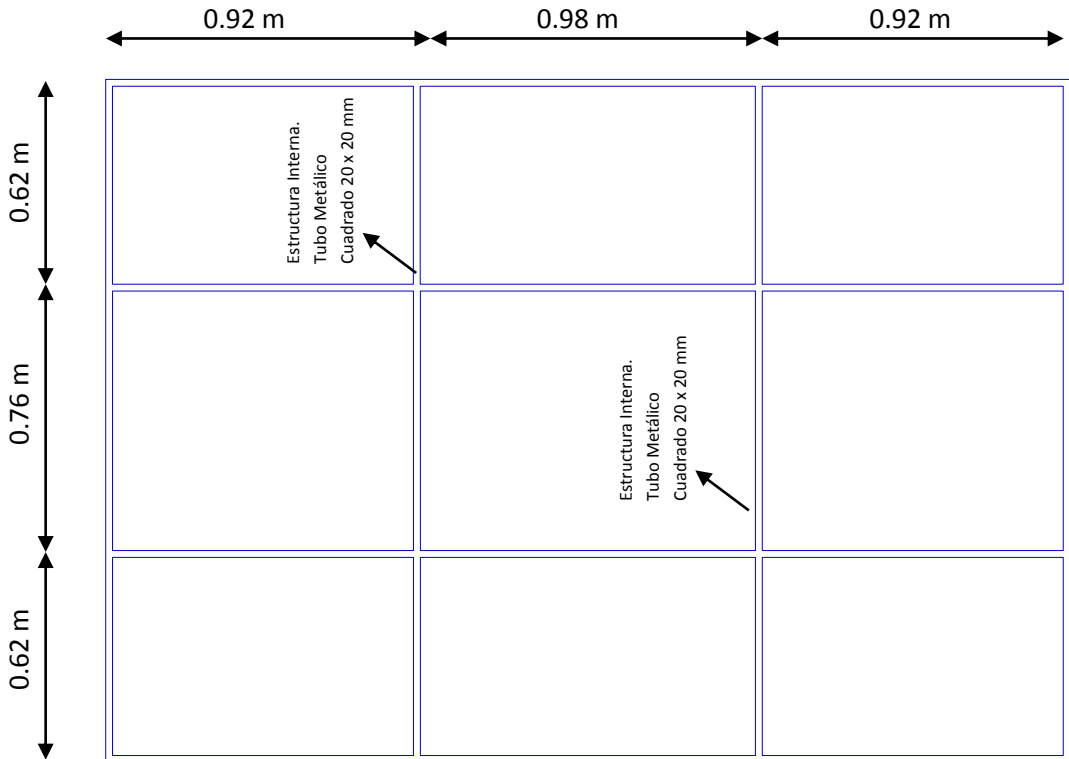 0.92 m
0.98 m
0.92 m
0.62 m
Estructura Interna.
Tubo Metálico
Cuadrado 20 x 20 mm
0.76 m
Estructura Interna.
Tubo Metálico
Cuadrado 20 x 20 mm
0.62 m